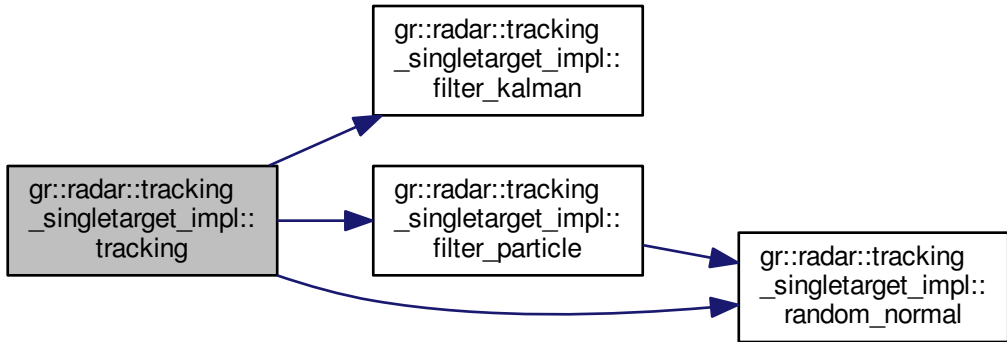 gr::radar::tracking
_singletarget_impl::
filter_kalman
gr::radar::tracking
_singletarget_impl::
tracking
gr::radar::tracking
_singletarget_impl::
filter_particle
gr::radar::tracking
_singletarget_impl::
random_normal